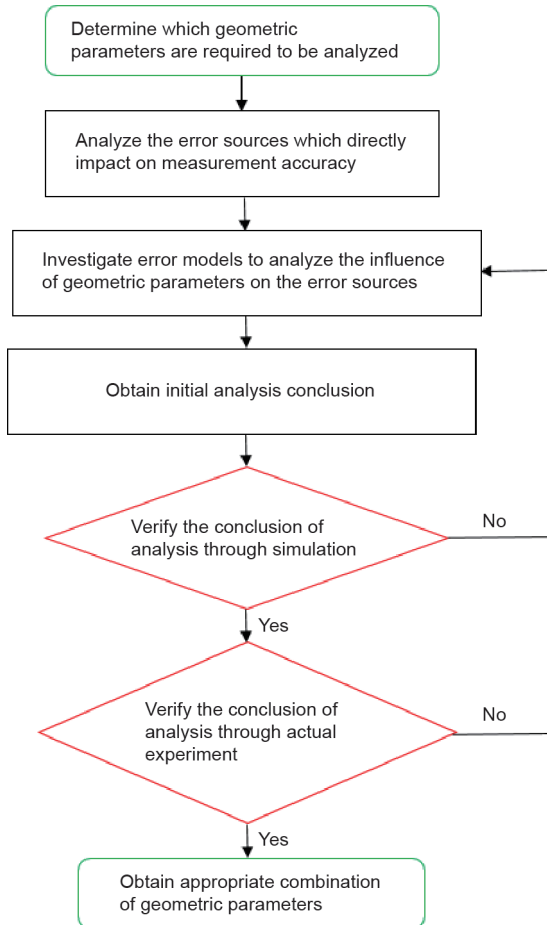 Determine which geometric
parameters are required to be analyzed
Analyze the error sources which directly
impact on measurement accuracy
Investigate error models to analyze the influence
of geometric parameters on the error sources
Obtain initial analysis conclusion
Verify the conclusion of
analysis through simulation
No
Yes
Verify the conclusion of
analysis through actual
experiment
No
Yes
Obtain appropriate combination
of geometric parameters